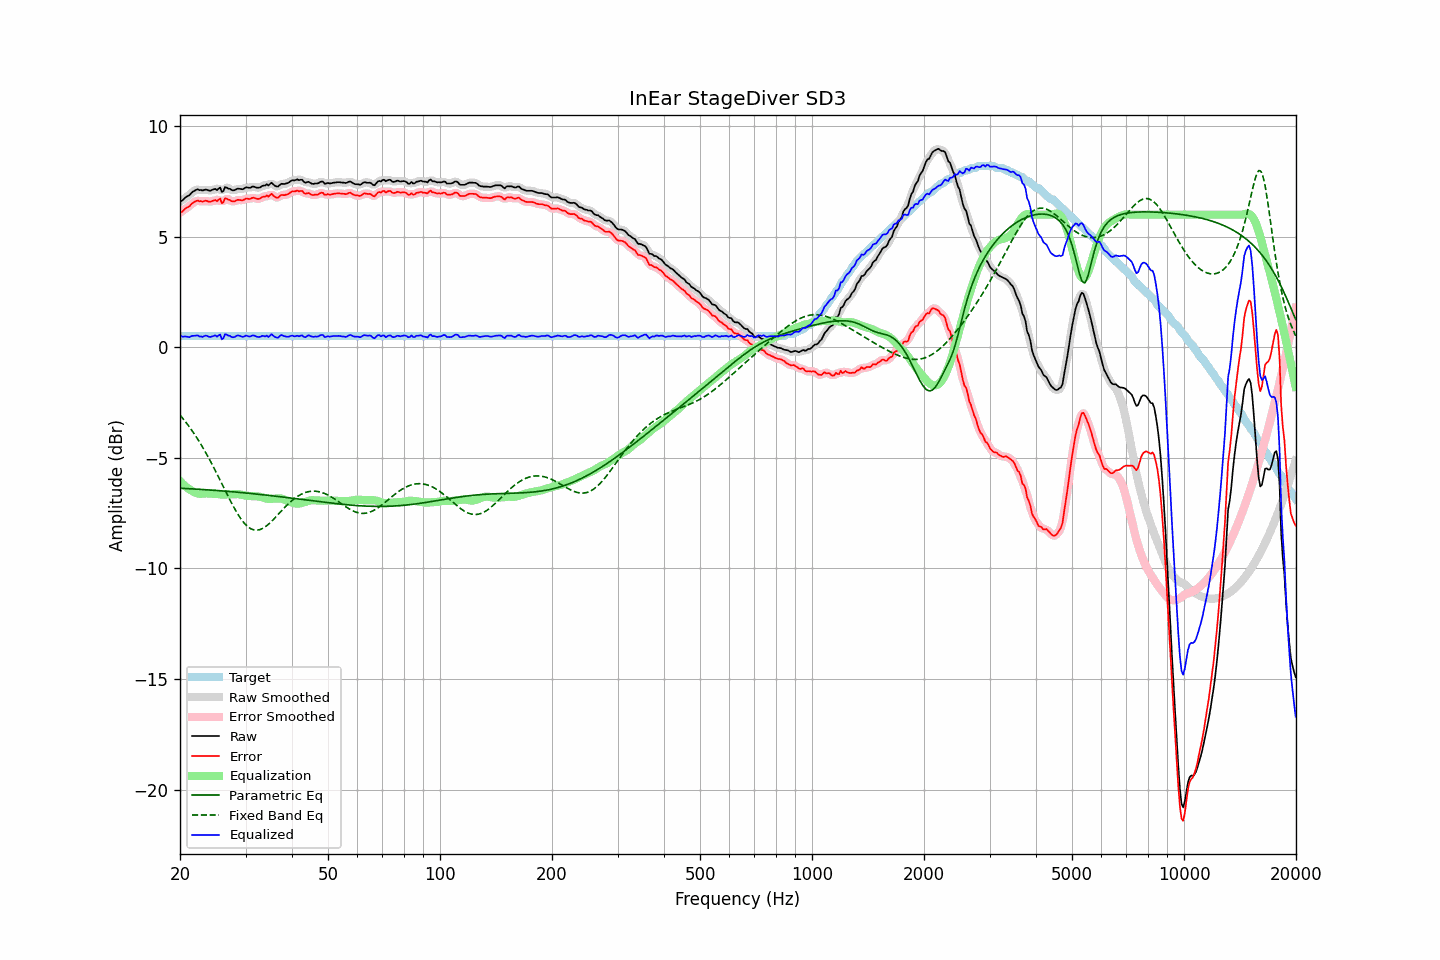 InEar StageDiver SD3
Amplitude (dBr)
10
5
0
−5
−10
−15
−20
Target
Raw Smoothed
Error Smoothed
Raw
Error
Equalization
Parametric Eq
Fixed Band Eq
Equalized
20 50 100 200 500 1000 2000 5000 10000 20000
Frequency (Hz)